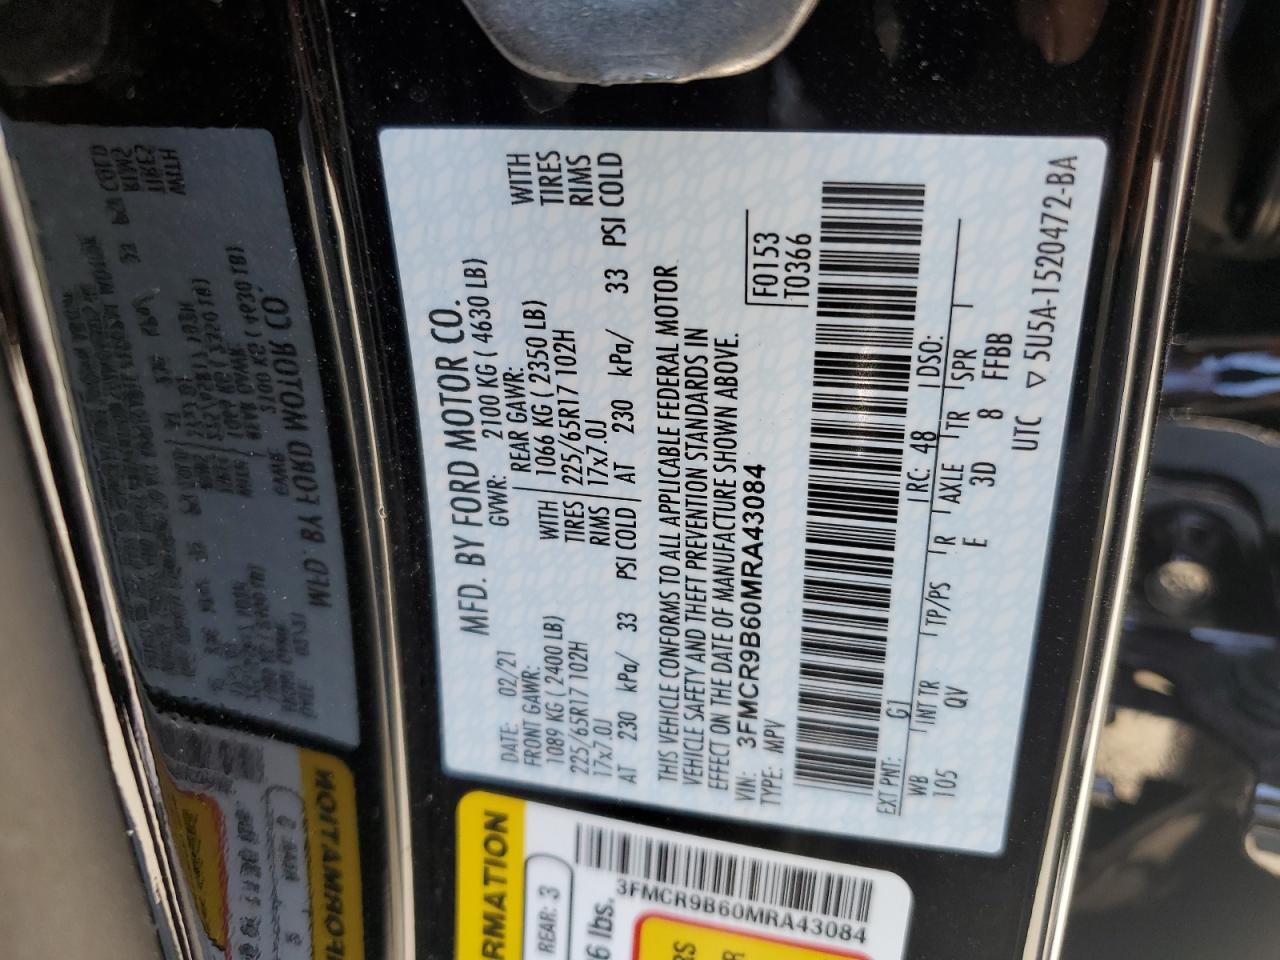 MFD. BY FORD MOTOR CO.
DATE: 02/21 GVWR: 2100 KG ( 4630 LB)
FRONT GAWR: REAR GAWR:
1089 KG ( 2400 LB) WITH 1066 KG ( 2350 LB) WITH
225/65R17 102H TIRES 225/65R17 102H TIRES
17x7.0J RIMS 17x7.0J RIMS
AT 230 kPa/ 33 PSI COLD AT 230 kPa/ 33 PSI COLD
THIS VEHICLE CONFORMS TO ALL APPLICABLE FEDERAL MOTOR
VEHICLE SAFETY AND THEFT PREVENTION STANDARDS IN
EFFECT ON THE DATE OF MANUFACTURE SHOWN ABOVE.
VIN: 3FMCR9B60MRA43084 F0153
TYPE: MPV T0366
EXT PNT: G1 RC: 48 DSO:
WB INT TR TP/PS R AXLE TR SPR
105 QV E 3D 8 FFBB
UTC ▽ 5U5A-1520472-BA
RMATION
REAR: 3
6 lbs.
3FMCR9B60MRA43084
RS
R